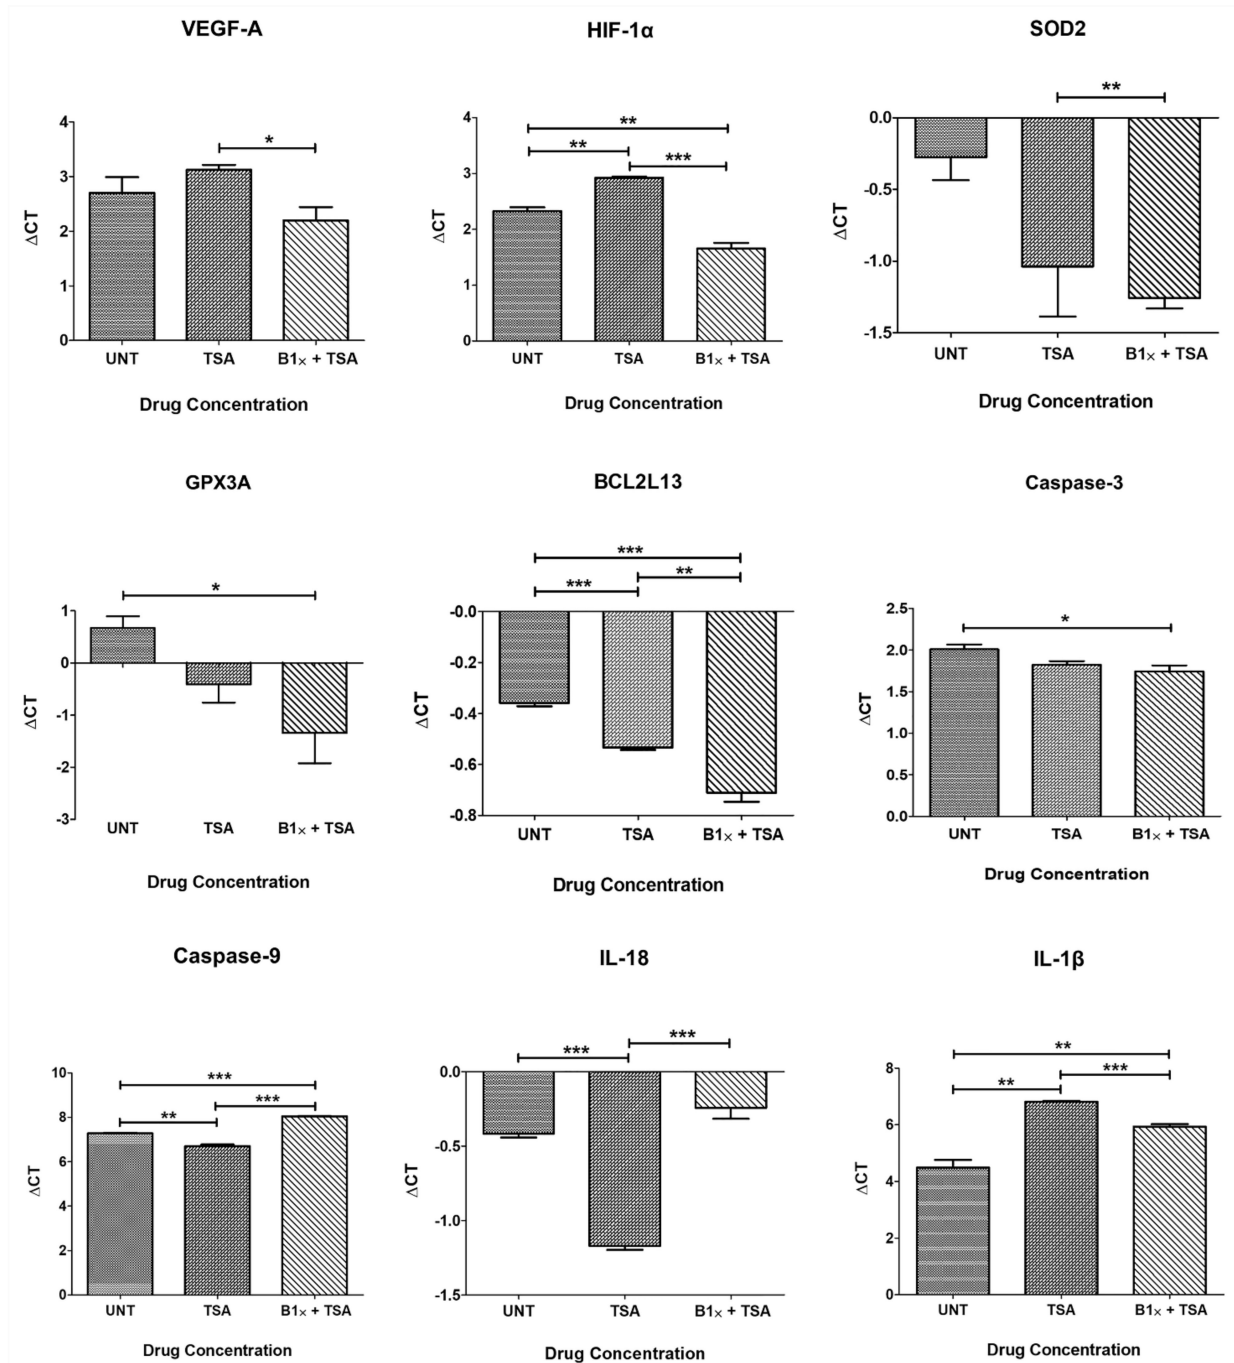 VEGF-A
HIF-1α
SOD2
ΔCT
4
3
2
1
0
*
UNT
TSA
B1× + TSA
Drug Concentration
ΔCT
4
3
2
1
0
**
**
***
UNT
TSA
B1× + TSA
Drug Concentration
ΔCT
0.0
-0.5
-1.0
-1.5
**
UNT
TSA
B1× + TSA
Drug Concentration
GPX3A
BCL2L13
Caspase-3
ΔCT
1
0
-1
-2
-3
*
UNT
TSA
B1× + TSA
Drug Concentration
ΔCT
-0.0
-0.2
-0.4
-0.6
-0.8
***
***
**
UNT
TSA
B1× + TSA
Drug Concentration
ΔCT
2.5
2.0
1.5
1.0
0.5
0.0
*
UNT
TSA
B1× + TSA
Drug Concentration
Caspase-9
IL-18
IL-1β
ΔCT
10
8
6
4
2
0
***
**
***
UNT
TSA
B1× + TSA
Drug Concentration
ΔCT
0.0
-0.5
-1.0
-1.5
***
***
UNT
TSA
B1× + TSA
Drug Concentration
ΔCT
8
6
4
2
0
**
**
***
UNT
TSA
B1× + TSA
Drug Concentration